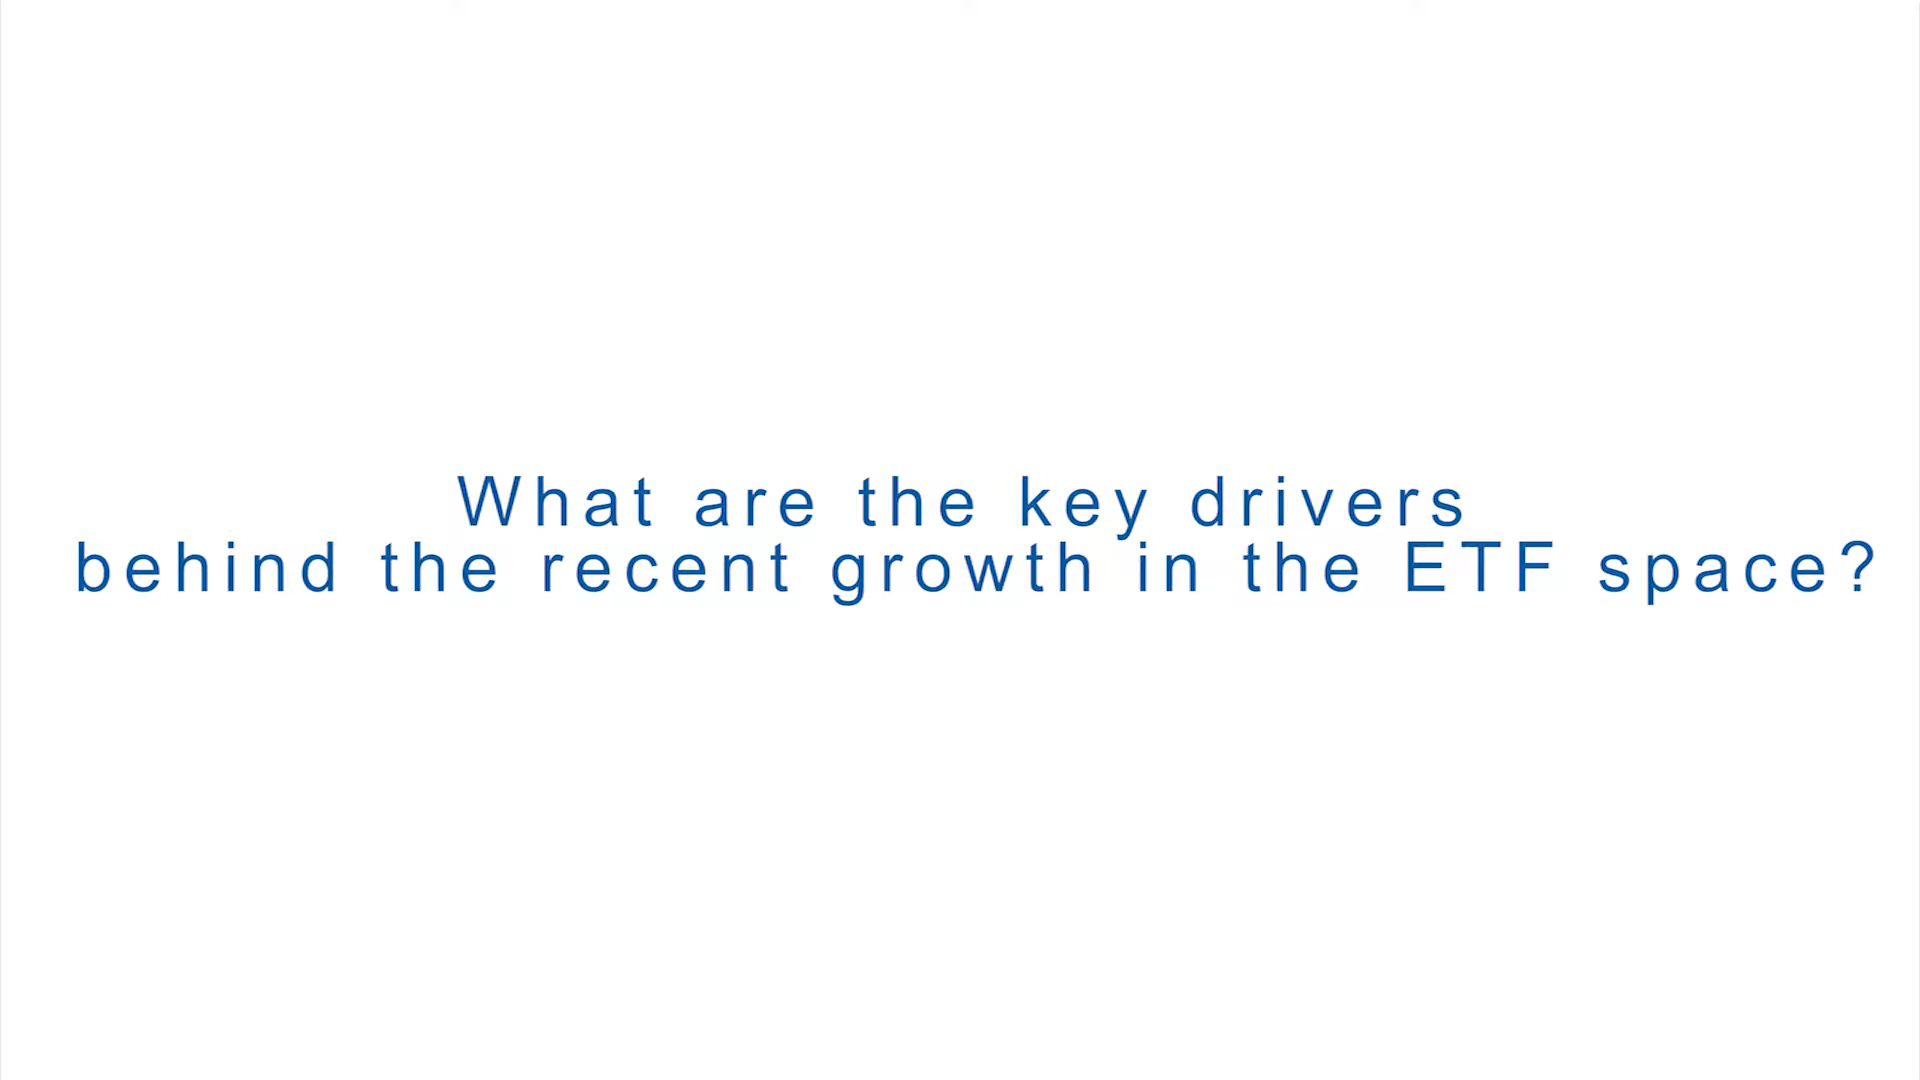 What are the key drivers
behind the recent growth in the ETF space?